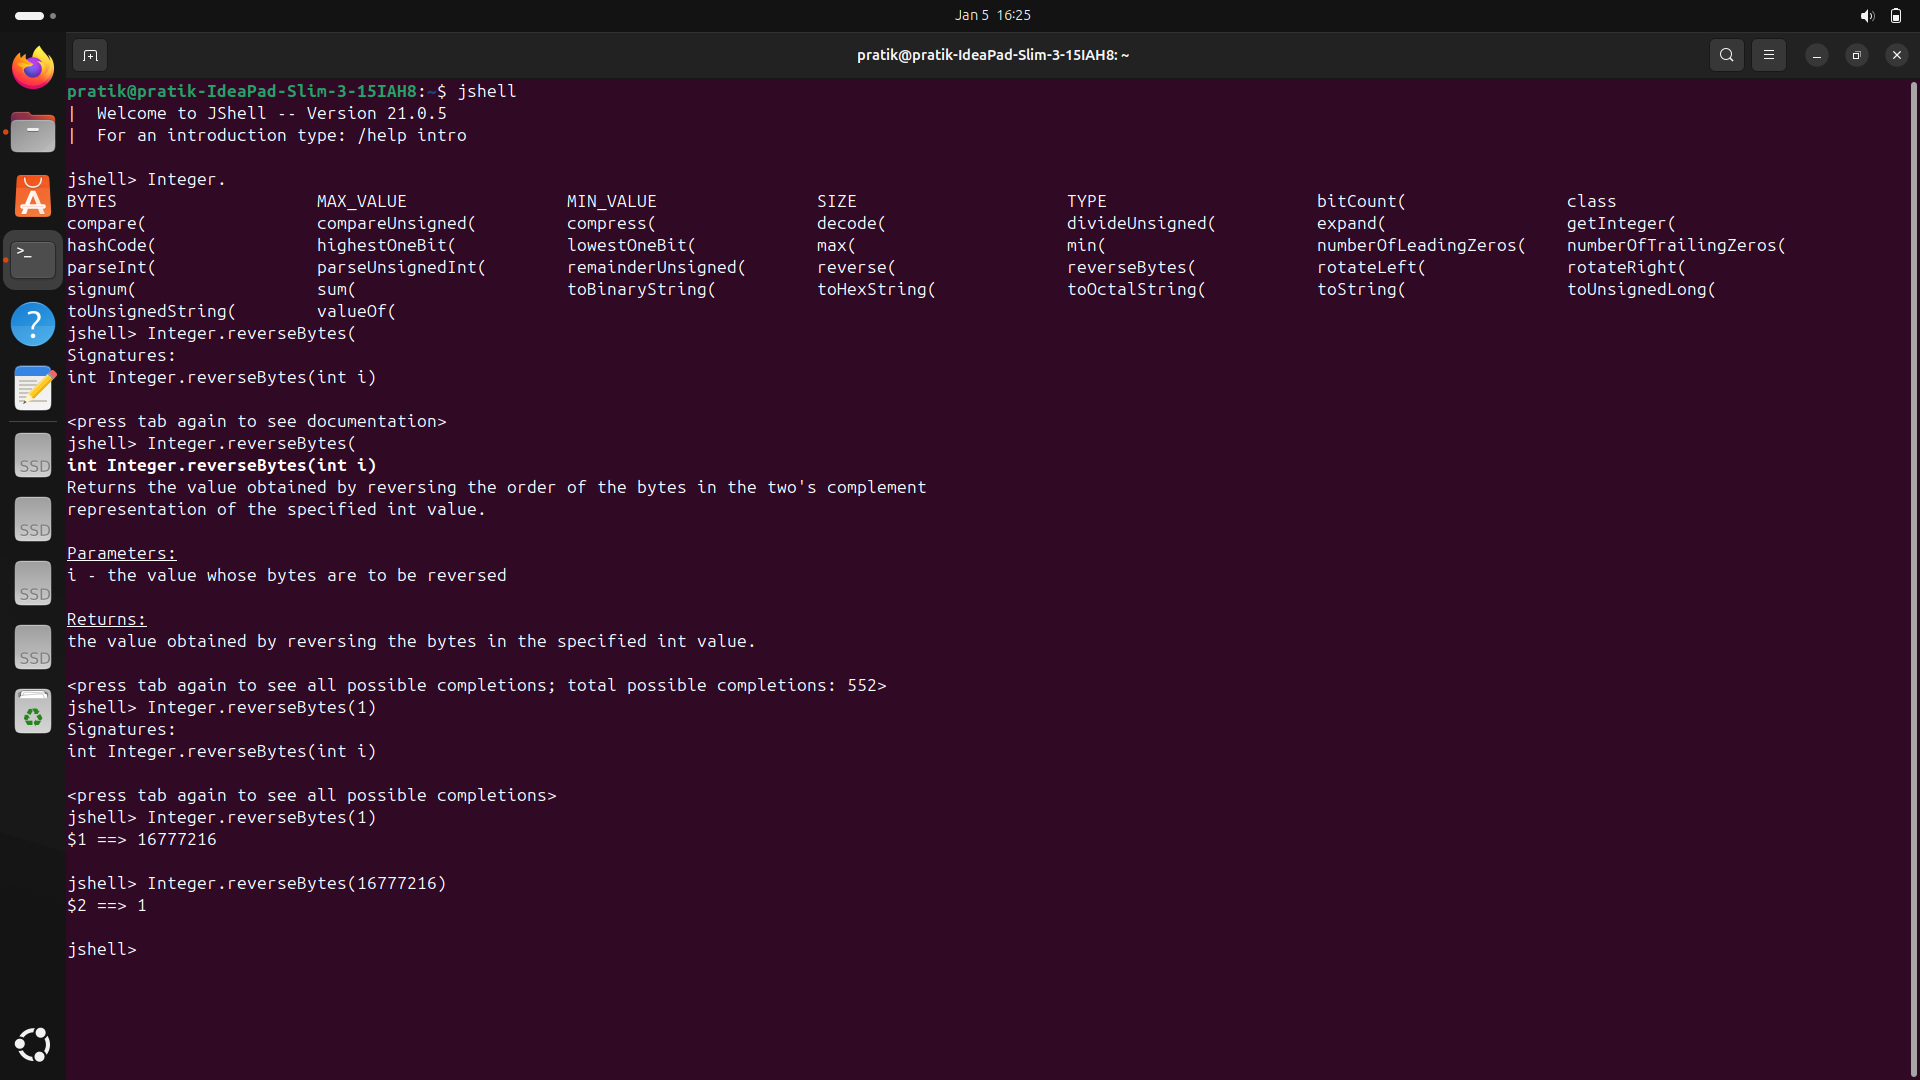 Jan 5 16:25
pratik@pratik-IdeaPad-Slim-3-15IAH8: ~
pratik@pratik-IdeaPad-Slim-3-15IAH8:~$ jshell
|  Welcome to JShell -- Version 21.0.5
|  For an introduction type: /help intro
jshell> Integer.
BYTES MAX_VALUE MIN_VALUE SIZE TYPE bitCount( class
compare( compareUnsigned( compress( decode( divideUnsigned( expand( getInteger(
hashCode( highestOneBit( lowestOneBit( max( min( numberOfLeadingZeros( numberOfTrailingZeros(
parseInt( parseUnsignedInt( remainderUnsigned( reverse( reverseBytes( rotateLeft( rotateRight(
signum( sum( toBinaryString( toHexString( toOctalString( toString( toUnsignedLong(
toUnsignedString( valueOf(
jshell> Integer.reverseBytes(
Signatures:
int Integer.reverseBytes(int i)
<press tab again to see documentation>
jshell> Integer.reverseBytes(
int Integer.reverseBytes(int i)
Returns the value obtained by reversing the order of the bytes in the two's complement
representation of the specified int value.
Parameters:
i - the value whose bytes are to be reversed
Returns:
the value obtained by reversing the bytes in the specified int value.
<press tab again to see all possible completions; total possible completions: 552>
jshell> Integer.reverseBytes(1)
Signatures:
int Integer.reverseBytes(int i)
<press tab again to see all possible completions>
jshell> Integer.reverseBytes(1)
$1 ==> 16777216
jshell> Integer.reverseBytes(16777216)
$2 ==> 1
jshell>
SSD
SSD
SSD
SSD